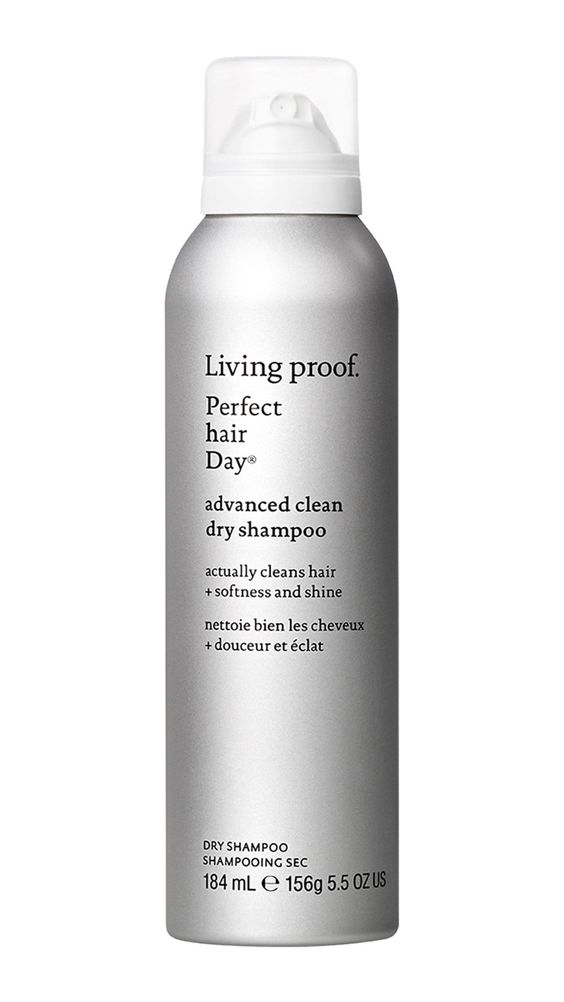 Living proof.
Perfect
hair
Day®
advanced clean
dry shampoo
actually cleans hair
+ softness and shine
nettoie bien les cheveux
+ douceur et éclat
DRY SHAMPOO
SHAMPOOING SEC
184 mL ℮ 156g 5.5 OZ US